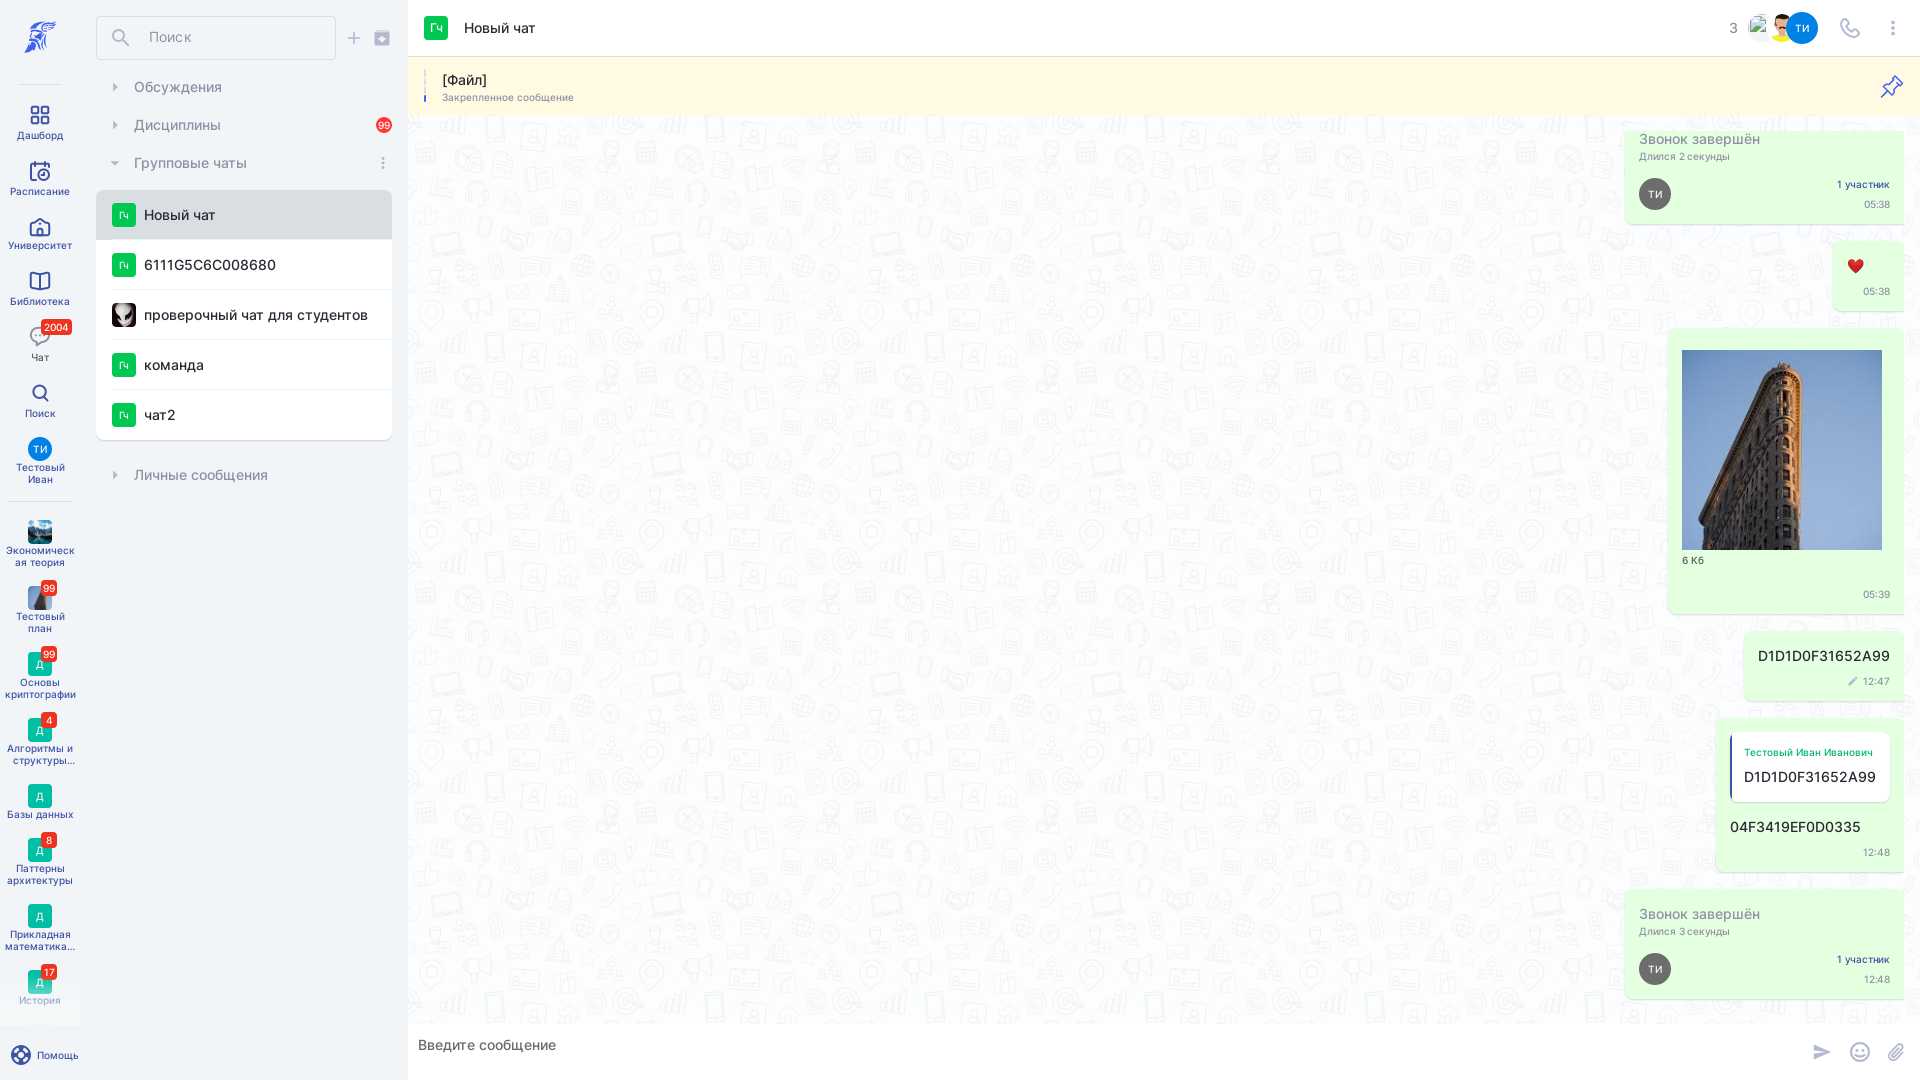 Дашборд
Расписание
Университет
Библиотека
2004
Чат
Поиск
ТИ
Тестовый
Иван
Экономическ
ая теория
99
Тестовый
план
99
Д
Основы
криптографии
4
Д
Алгоритмы и
структуры...
Д
Базы данных
8
Д
Паттерны
архитектуры
Д
Прикладная
математика...
17
Д
История
Помощь
Поиск
Обсуждения
Дисциплины
99
Групповые чаты
Гч Новый чат
Гч 6111G5C6C008680
проверочный чат для студентов
Гч команда
Гч чат2
Личные сообщения
Гч Новый чат
3
ТИ
[Файл]
Закрепленное сообщение
Звонок завершён
Длился 2 секунды
ТИ
1 участник
05:38
05:38
6 Кб
05:39
D1D1D0F31652A99
12:47
Тестовый Иван Иванович
D1D1D0F31652A99
04F3419EF0D0335
12:48
Звонок завершён
Длился 3 секунды
ТИ
1 участник
12:48
Введите сообщение